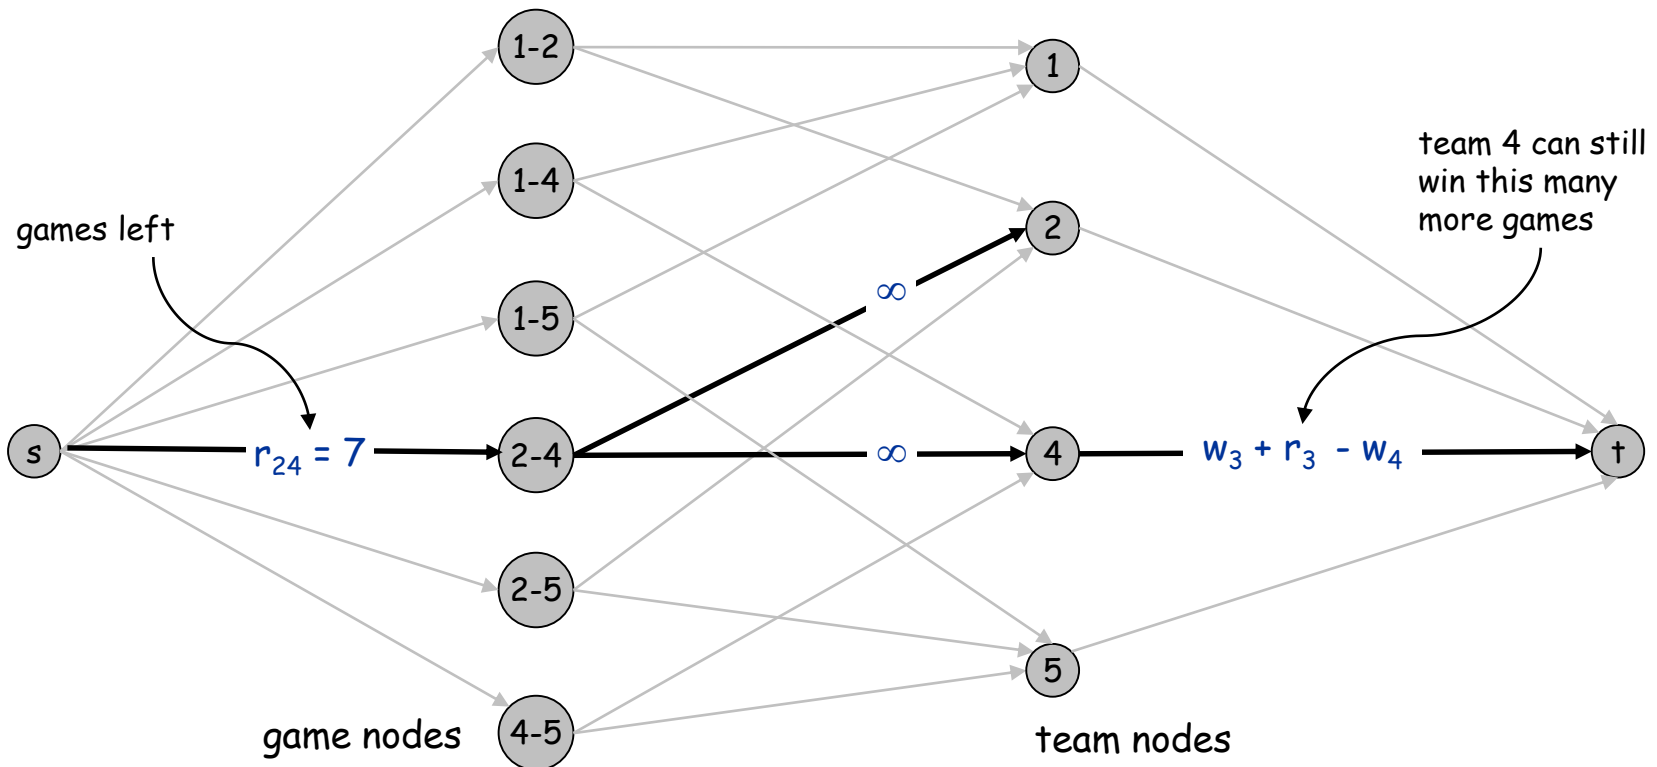 1-2
1
team 4 can still
win this many
more games
1-4
games left
2
∞
1-5
s
r24 = 7
2-4
∞
4
w3 + r3 - w4
t
2-5
5
game nodes
4-5
team nodes